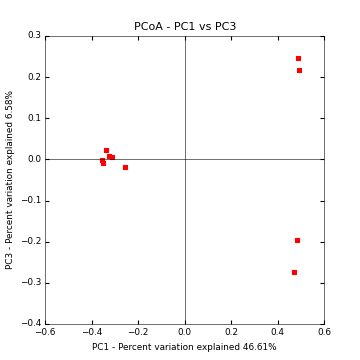 PCoA - PC1 vs PC3
0.3
0.2
0.1
0.0
−0.1
−0.2
−0.3
−0.4
PC3 - Percent variation explained 6.58%
−0.6 −0.4 −0.2 0.0 0.2 0.4 0.6
PC1 - Percent variation explained 46.61%